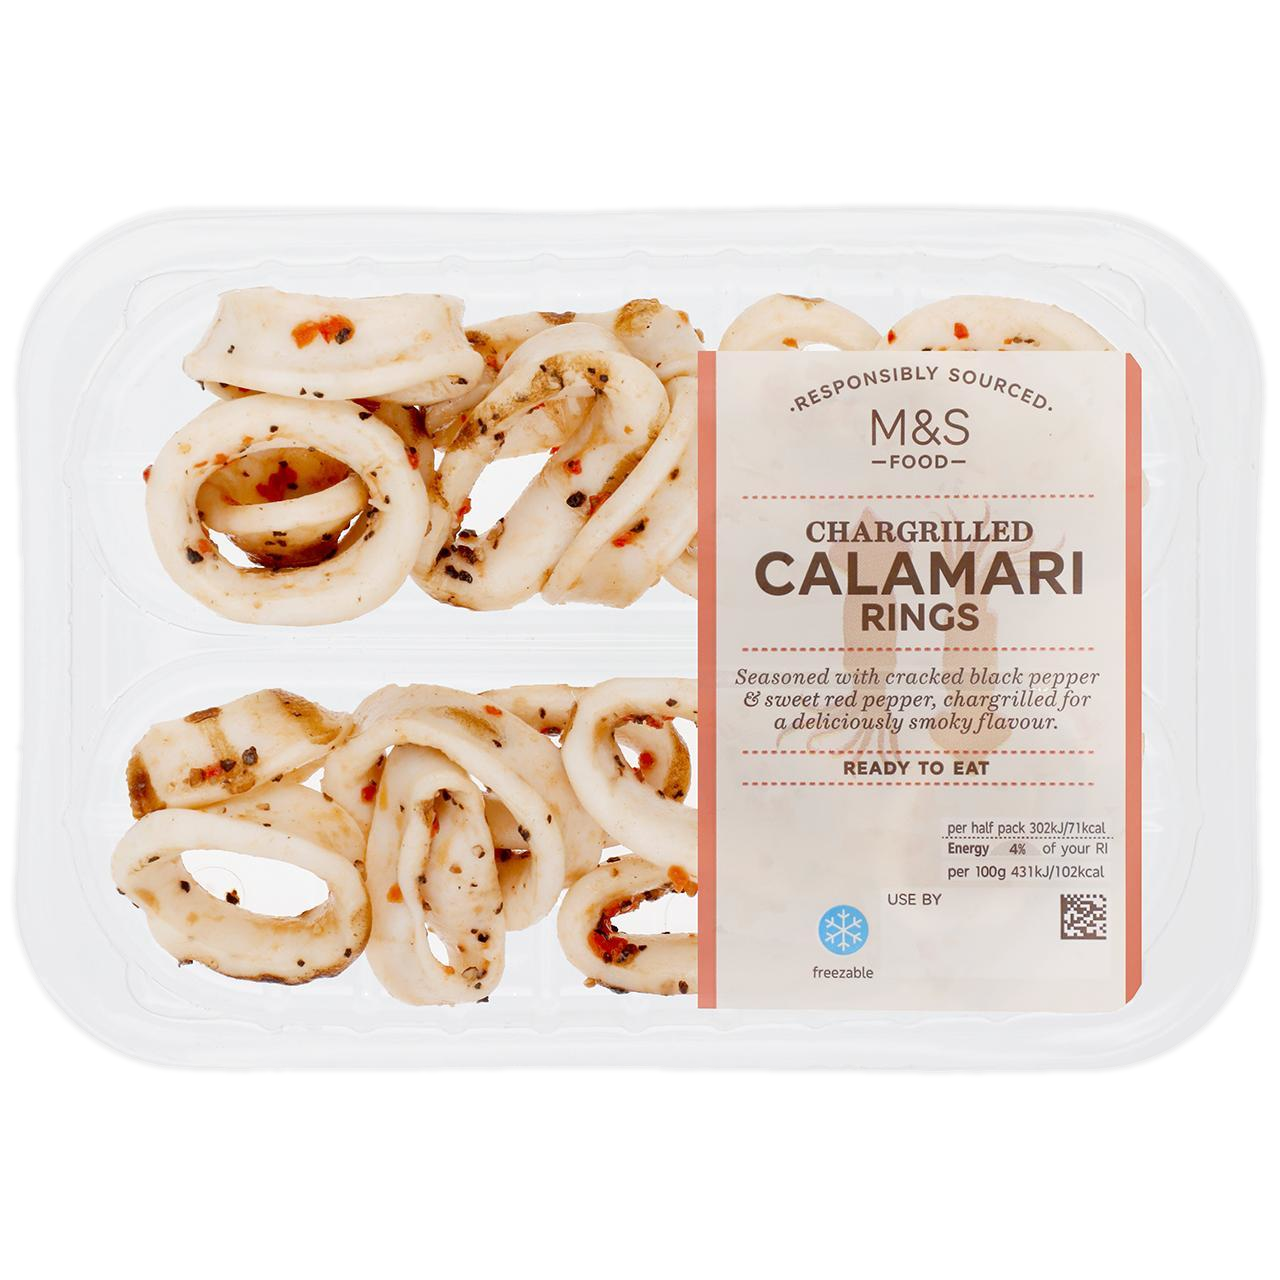 ·RESPONSIBLY SOURCED·
M&S
—FOOD—
CHARGRILLED
CALAMARI
RINGS
Seasoned with cracked black pepper
& sweet red pepper, chargrilled for
a deliciously smoky flavour.
READY TO EAT
per half pack 302kJ/71kcal
Energy 4% of your RI
per 100g 431kJ/102kcal
USE BY
freezable